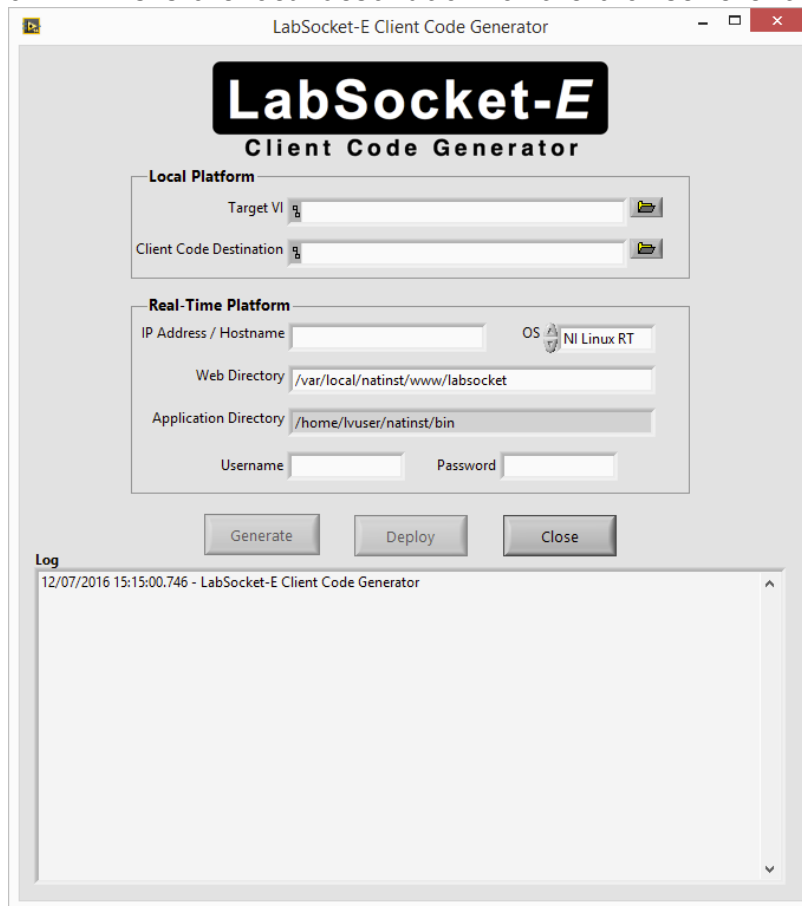 LabSocket-E Client Code Generator
LabSocket-E
Client Code Generator
Local Platform
Target VI
Client Code Destination
Real-Time Platform
IP Address / Hostname OS NI Linux RT
Web Directory /var/local/natinst/www/labsocket
Application Directory /home/lvuser/natinst/bin
Username Password
Generate Deploy Close
Log
12/07/2016 15:15:00.746 - LabSocket-E Client Code Generator